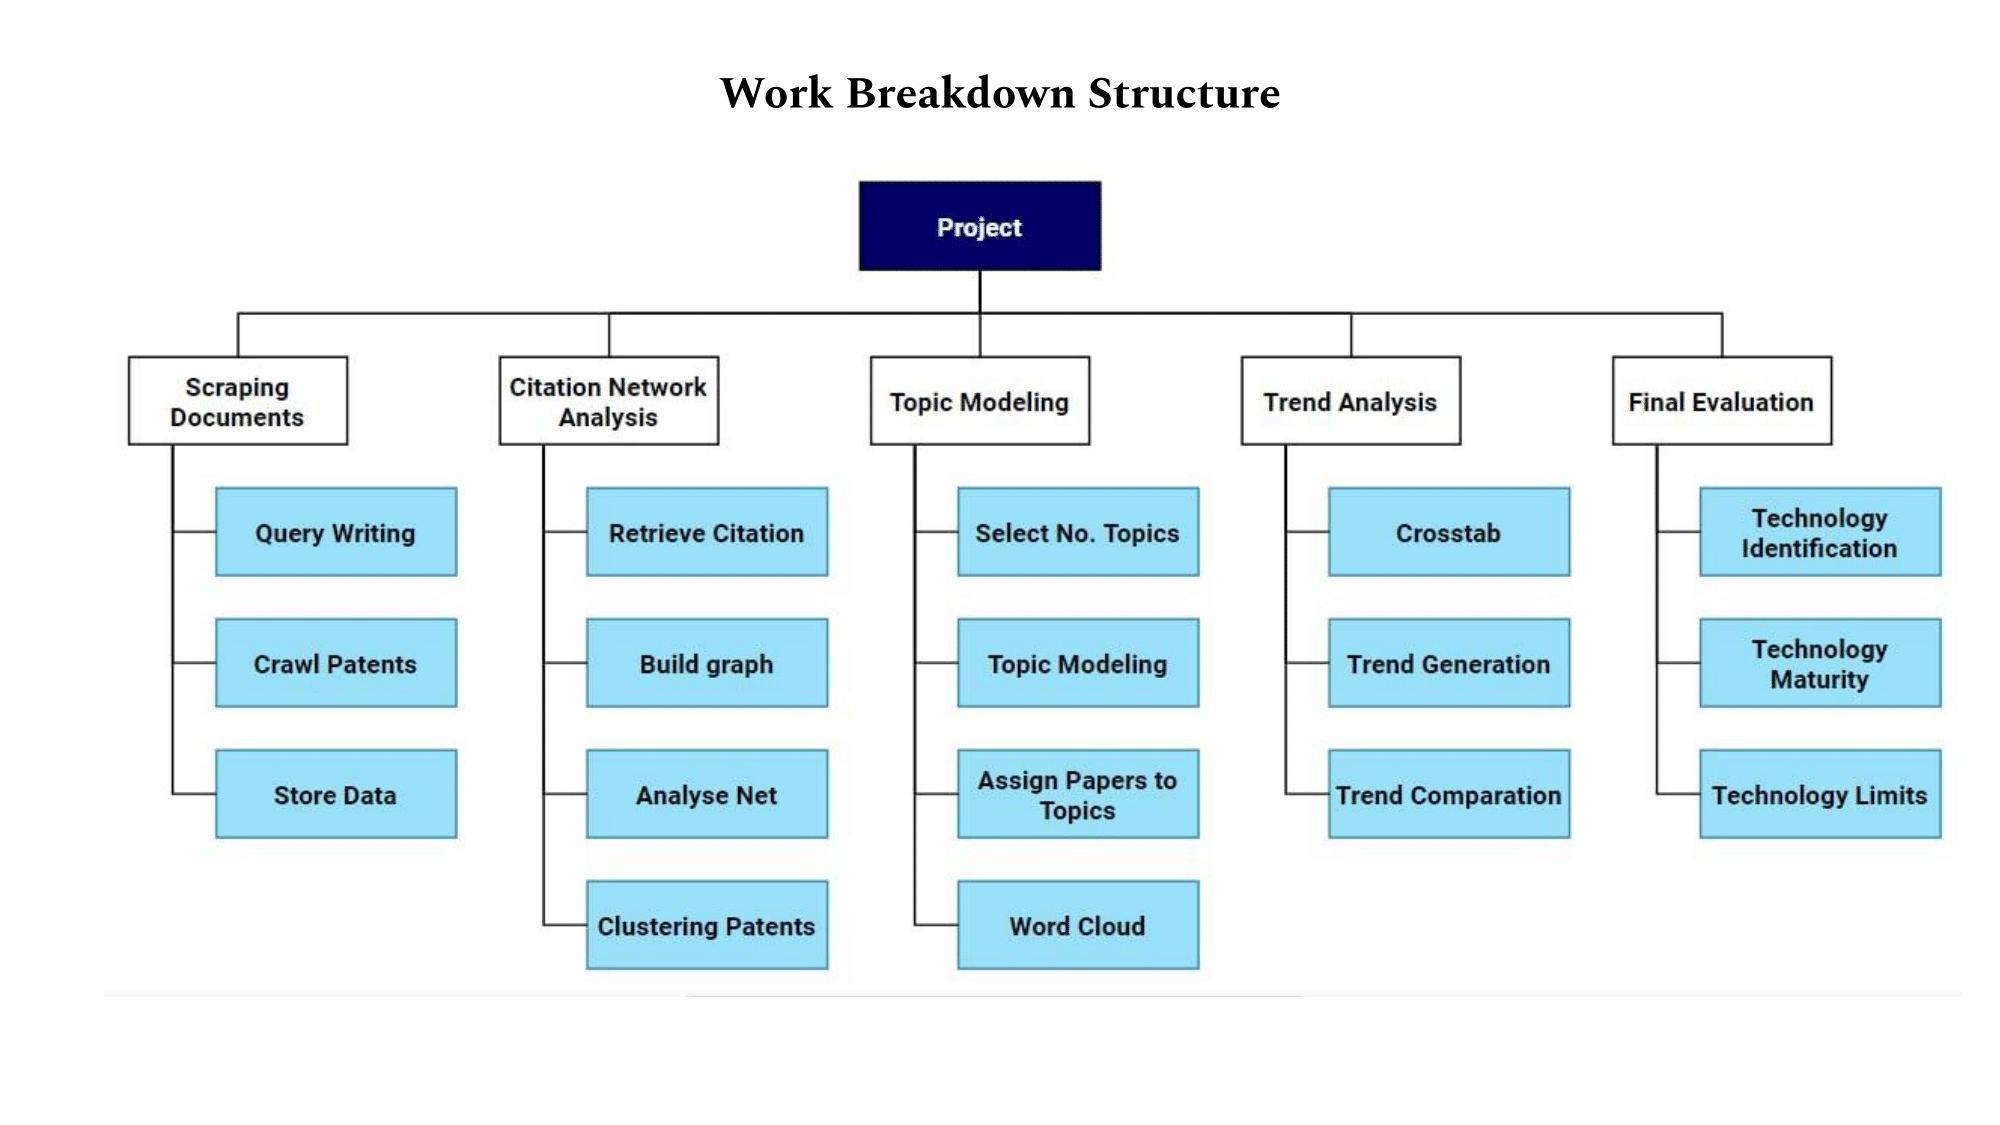 Work Breakdown Structure
Project
Scraping
Documents
Query Writing
Crawl Patents
Store Data
Citation Network
Analysis
Retrieve Citation
Build graph
Analyse Net
Clustering Patents
Topic Modeling
Select No. Topics
Topic Modeling
Assign Papers to
Topics
Word Cloud
Trend Analysis
Crosstab
Trend Generation
Trend Comparation
Final Evaluation
Technology
Identification
Technology
Maturity
Technology Limits